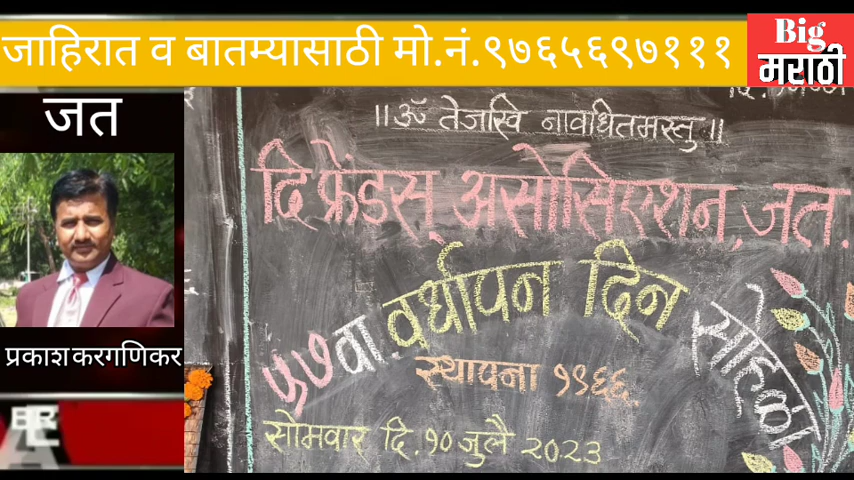 जाहिरात व बातम्यासाठी मो.नं.९७६५६९७१११
Big
मराठी
जत
प्रकाश करगणिकर
॥ॐ तेजस्वि नावधितमस्तु॥
दि फ्रेंडस् असोसिएशन, जत.
५७वा वर्धापन दिन सोहळा
स्थापना १९६६
सोमवार दि.१० जुलै २०२३